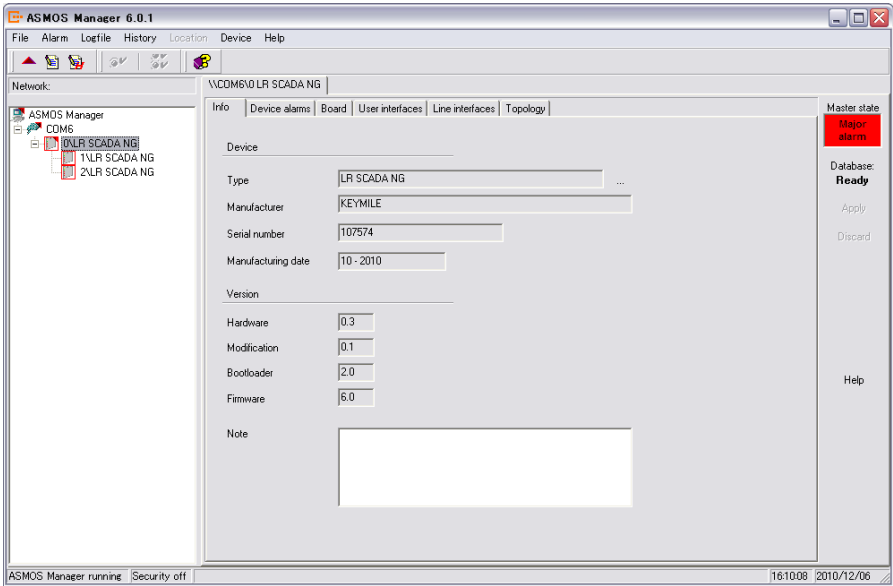 ASMOS Manager 6.0.1
File Alarm Logfile History Location Device Help
Network:
ASMOS Manager
COM6
0\LR SCADA NG
1\LR SCADA NG
2\LR SCADA NG
\\COM6\0 LR SCADA NG
Info Device alarms Board User interfaces Line interfaces Topology
Device
Type LR SCADA NG ...
Manufacturer KEYMILE
Serial number 107574
Manufacturing date 10 - 2010
Version
Hardware 0.3
Modification 0.1
Bootloader 2.0
Firmware 6.0
Note
Master state
Major
alarm
Database:
Ready
Apply
Discard
Help
ASMOS Manager running Security off 16:10:08 2010/12/06